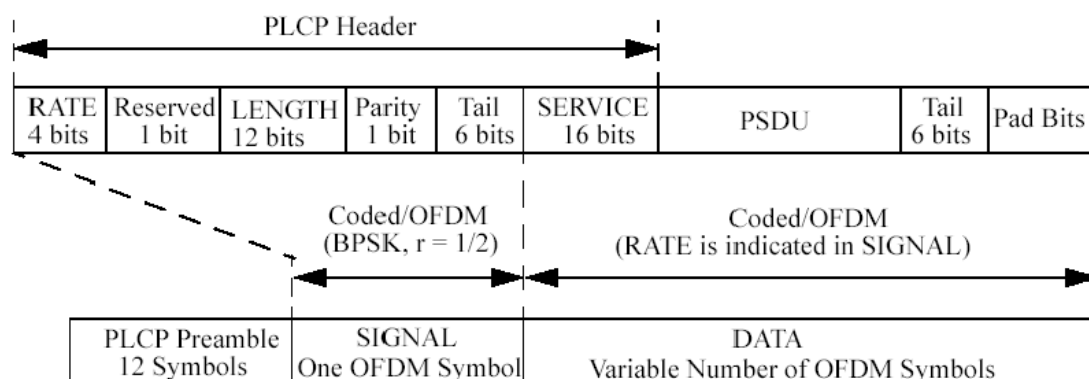 PLCP Header
RATE Reserved LENGTH Parity Tail SERVICE PSDU Tail Pad Bits
4 bits 1 bit 12 bits 1 bit 6 bits 16 bits 6 bits
Coded/OFDM Coded/OFDM
(BPSK, r = 1/2) (RATE is indicated in SIGNAL)
PLCP Preamble SIGNAL DATA
12 Symbols One OFDM Symbol Variable Number of OFDM Symbols